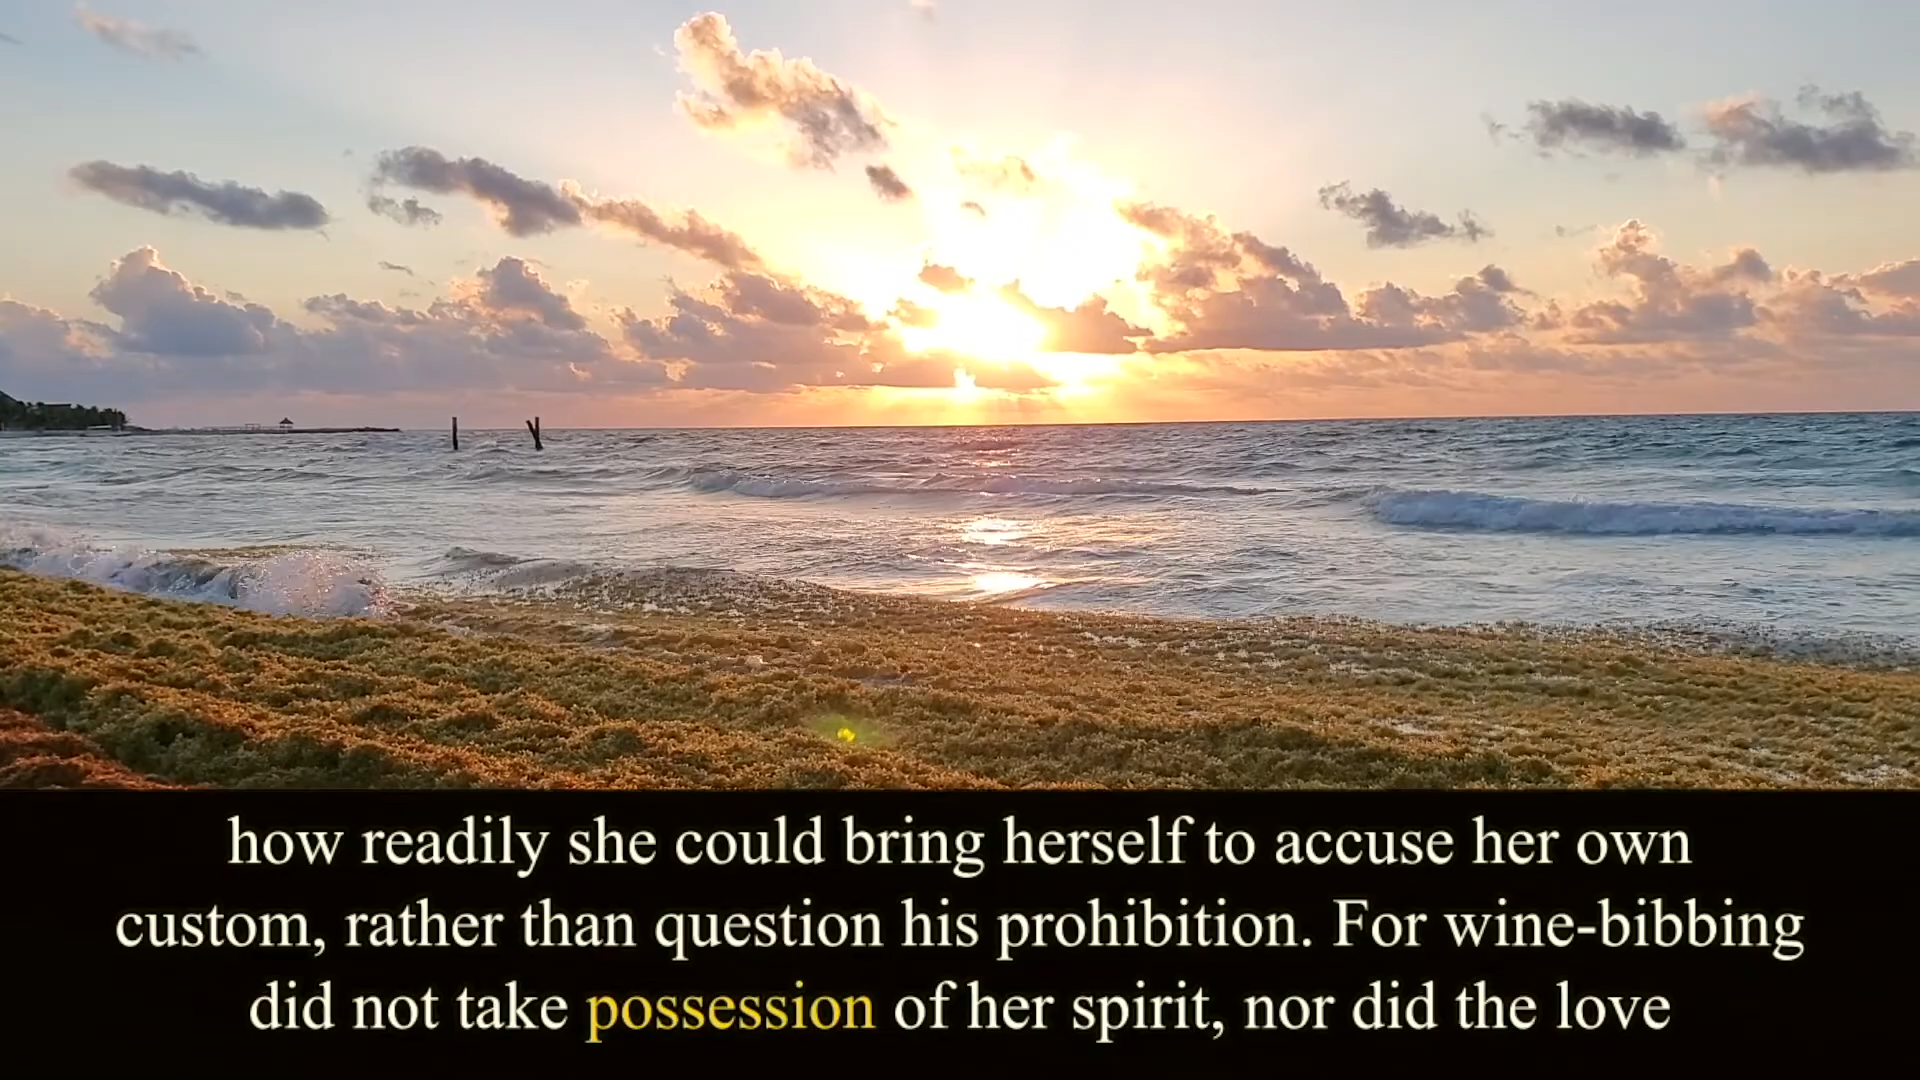 how readily she could bring herself to accuse her own
custom, rather than question his prohibition. For wine-bibbing
did not take possession of her spirit, nor did the love